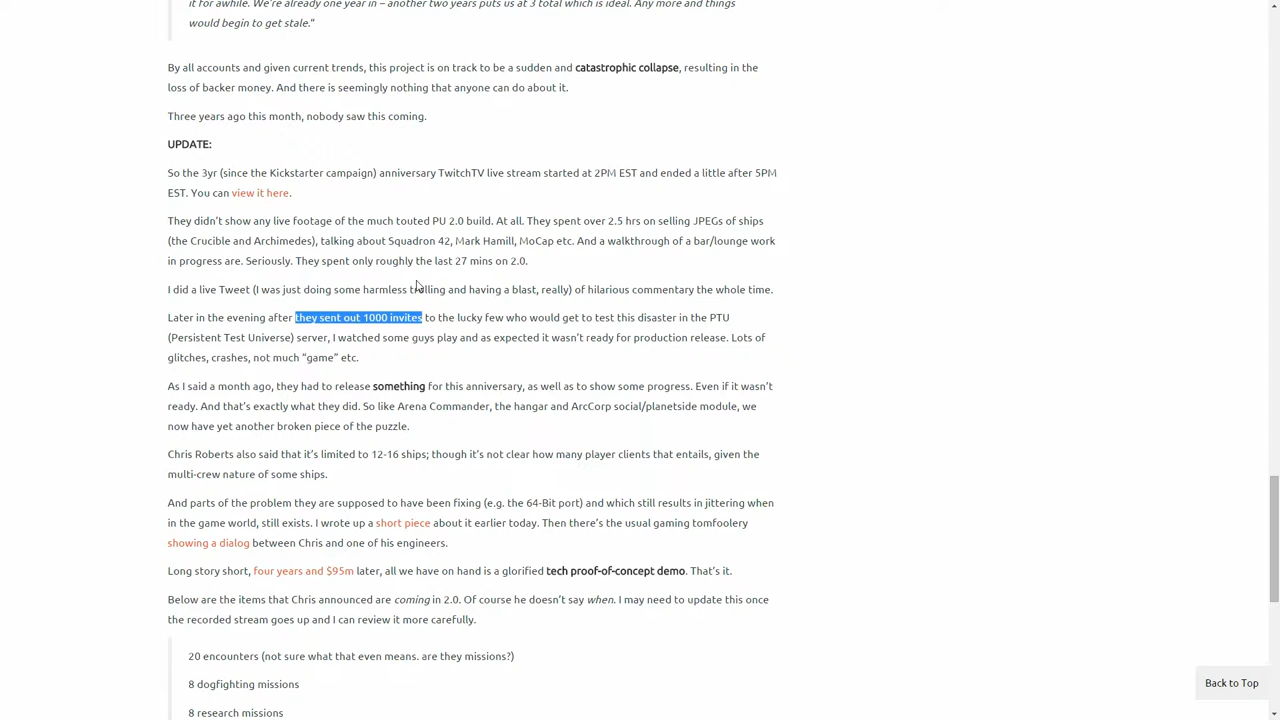 it for awhile. We're already one year in – another two years puts us at 3 total which is ideal. Any more and things
would begin to get stale."
By all accounts and given current trends, this project is on track to be a sudden and catastrophic collapse, resulting in the
loss of backer money. And there is seemingly nothing that anyone can do about it.
Three years ago this month, nobody saw this coming.
UPDATE:
So the 3yr (since the Kickstarter campaign) anniversary TwitchTV live stream started at 2PM EST and ended a little after 5PM
EST. You can view it here.
They didn't show any live footage of the much touted PU 2.0 build. At all. They spent over 2.5 hrs on selling JPEGs of ships
(the Crucible and Archimedes), talking about Squadron 42, Mark Hamill, MoCap etc. And a walkthrough of a bar/lounge work
in progress are. Seriously. They spent only roughly the last 27 mins on 2.0.
I did a live Tweet (I was just doing some harmless trolling and having a blast, really) of hilarious commentary the whole time.
Later in the evening after they sent out 1000 invites to the lucky few who would get to test this disaster in the PTU
(Persistent Test Universe) server, I watched some guys play and as expected it wasn't ready for production release. Lots of
glitches, crashes, not much "game" etc.
As I said a month ago, they had to release something for this anniversary, as well as to show some progress. Even if it wasn't
ready. And that's exactly what they did. So like Arena Commander, the hangar and ArcCorp social/planetside module, we
now have yet another broken piece of the puzzle.
Chris Roberts also said that it's limited to 12-16 ships; though it's not clear how many player clients that entails, given the
multi-crew nature of some ships.
And parts of the problem they are supposed to have been fixing (e.g. the 64-Bit port) and which still results in jittering when
in the game world, still exists. I wrote up a short piece about it earlier today. Then there's the usual gaming tomfoolery
showing a dialog between Chris and one of his engineers.
Long story short, four years and $95m later, all we have on hand is a glorified tech proof-of-concept demo. That's it.
Below are the items that Chris announced are coming in 2.0. Of course he doesn't say when. I may need to update this once
the recorded stream goes up and I can review it more carefully.
20 encounters (not sure what that even means. are they missions?)
8 dogfighting missions
Back to Top
8 research missions